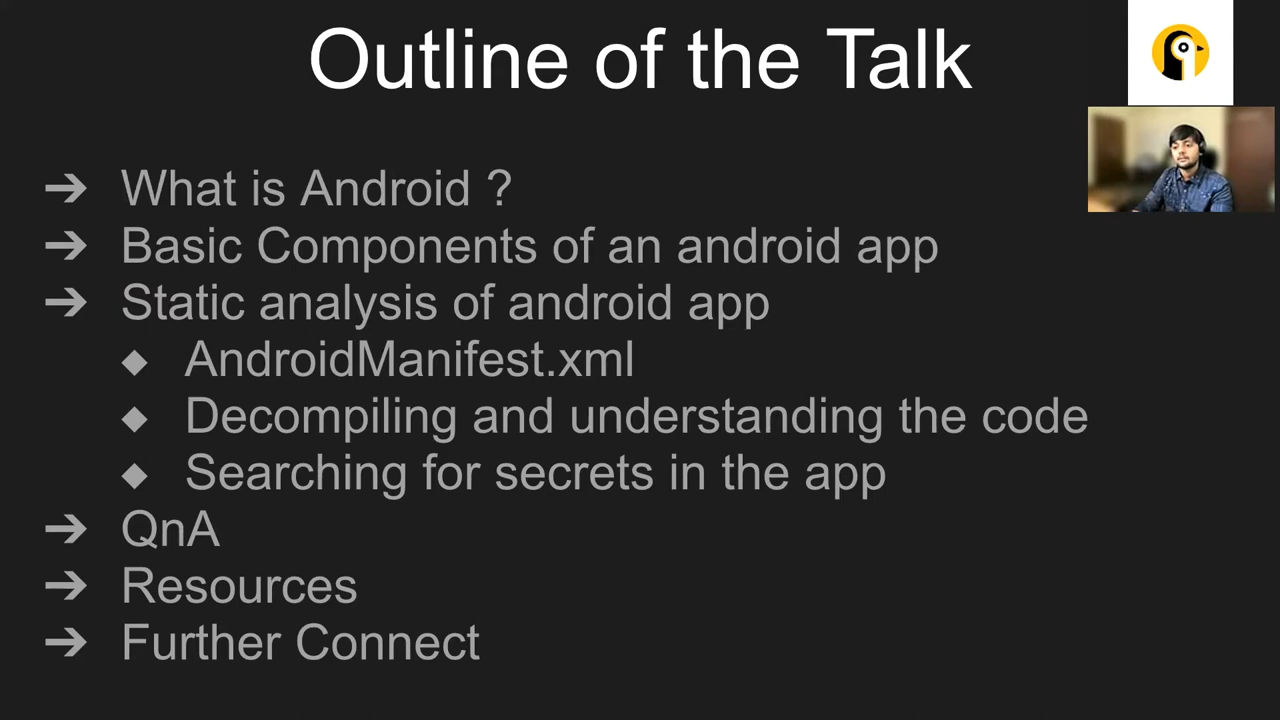 Outline of the Talk
➔ What is Android ?
➔ Basic Components of an android app
➔ Static analysis of android app
◆ AndroidManifest.xml
◆ Decompiling and understanding the code
◆ Searching for secrets in the app
➔ QnA
➔ Resources
➔ Further Connect